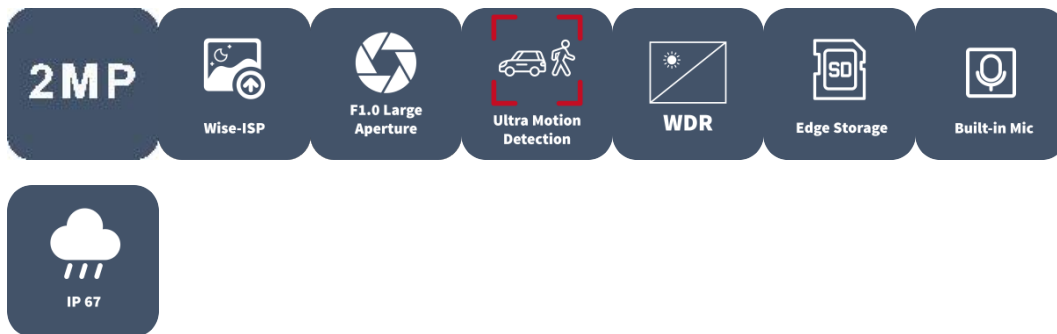 2MP
Wise-ISP
F1.0 Large
Aperture
Ultra Motion
Detection
WDR
SD
Edge Storage
Built-in Mic
IP 67